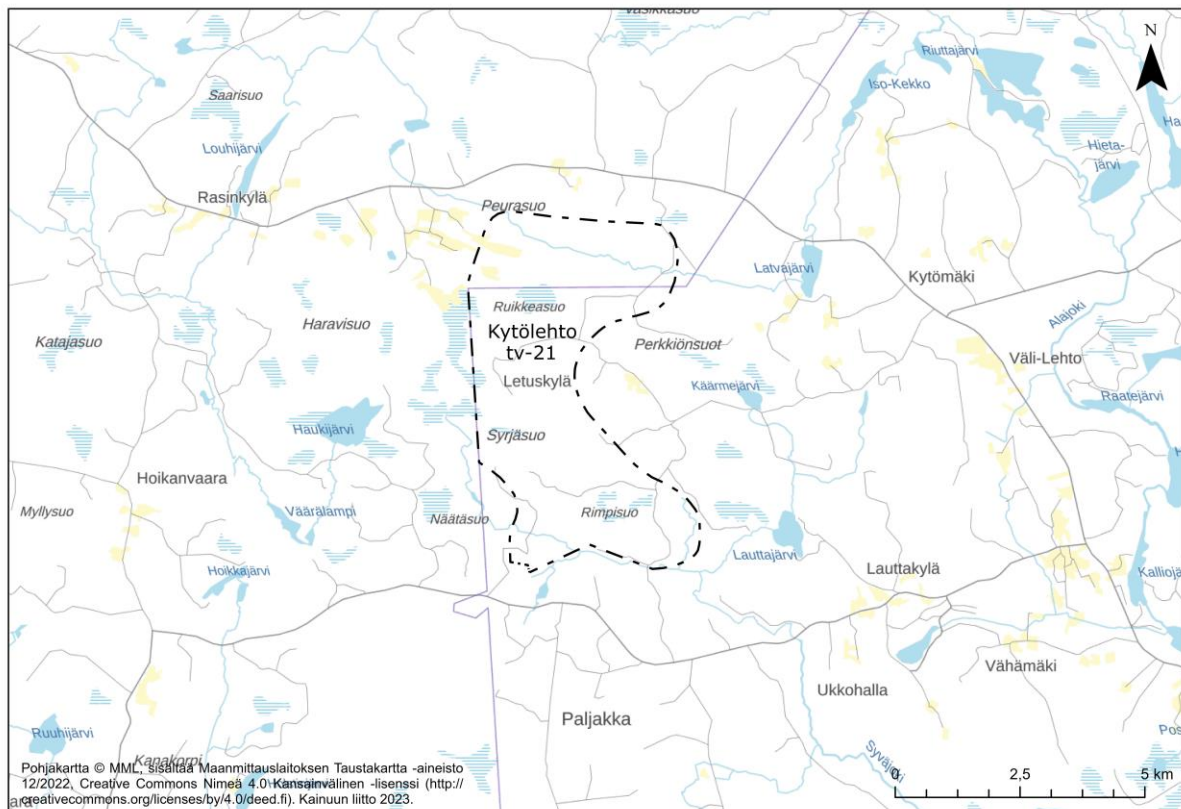 Vasikkasuo
N
Riuttajärvi
Iso-Kekko
Saarisuo
Louhijärvi
Hieta-
järvi
Rasinkylä
Peurasuo
Latvajärvi
Kytömäki
Ruikkeasuo
Alajoki
Haravisuo
Kytölehto
tv-21
Perkkiönsuot
Katajasuo
Väli-Lehto
Letuskylä
Käärmejärvi
Raatejärvi
Haukijärvi
Syrjäsuo
Hoikanvaara
Myllysuo
Väärälampi
Näätäsuo
Rimpisuo
Lauttajärvi
Hoikkajärvi
Lauttakylä
Vähämäki
Ukkohalla
Paljakka
Ruuhijärvi
Kanakorpi
Syväjoki
Pohjakartta © MML, sisältää Maanmittauslaitoksen Taustakartta -aineisto
12/2022, Creative Commons Nimeä 4.0 Kansainvälinen -lisenssi (http://
creativecommons.org/licenses/by/4.0/deed.fi). Kainuun liitto 2023.
0 2,5 5 km